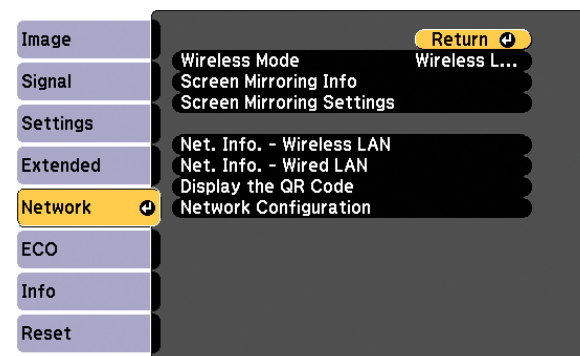 Image
Signal
Settings
Extended
Network
ECO
Info
Reset
Return
Wireless Mode Wireless L...
Screen Mirroring Info
Screen Mirroring Settings
Net. Info. - Wireless LAN
Net. Info. - Wired LAN
Display the QR Code
Network Configuration